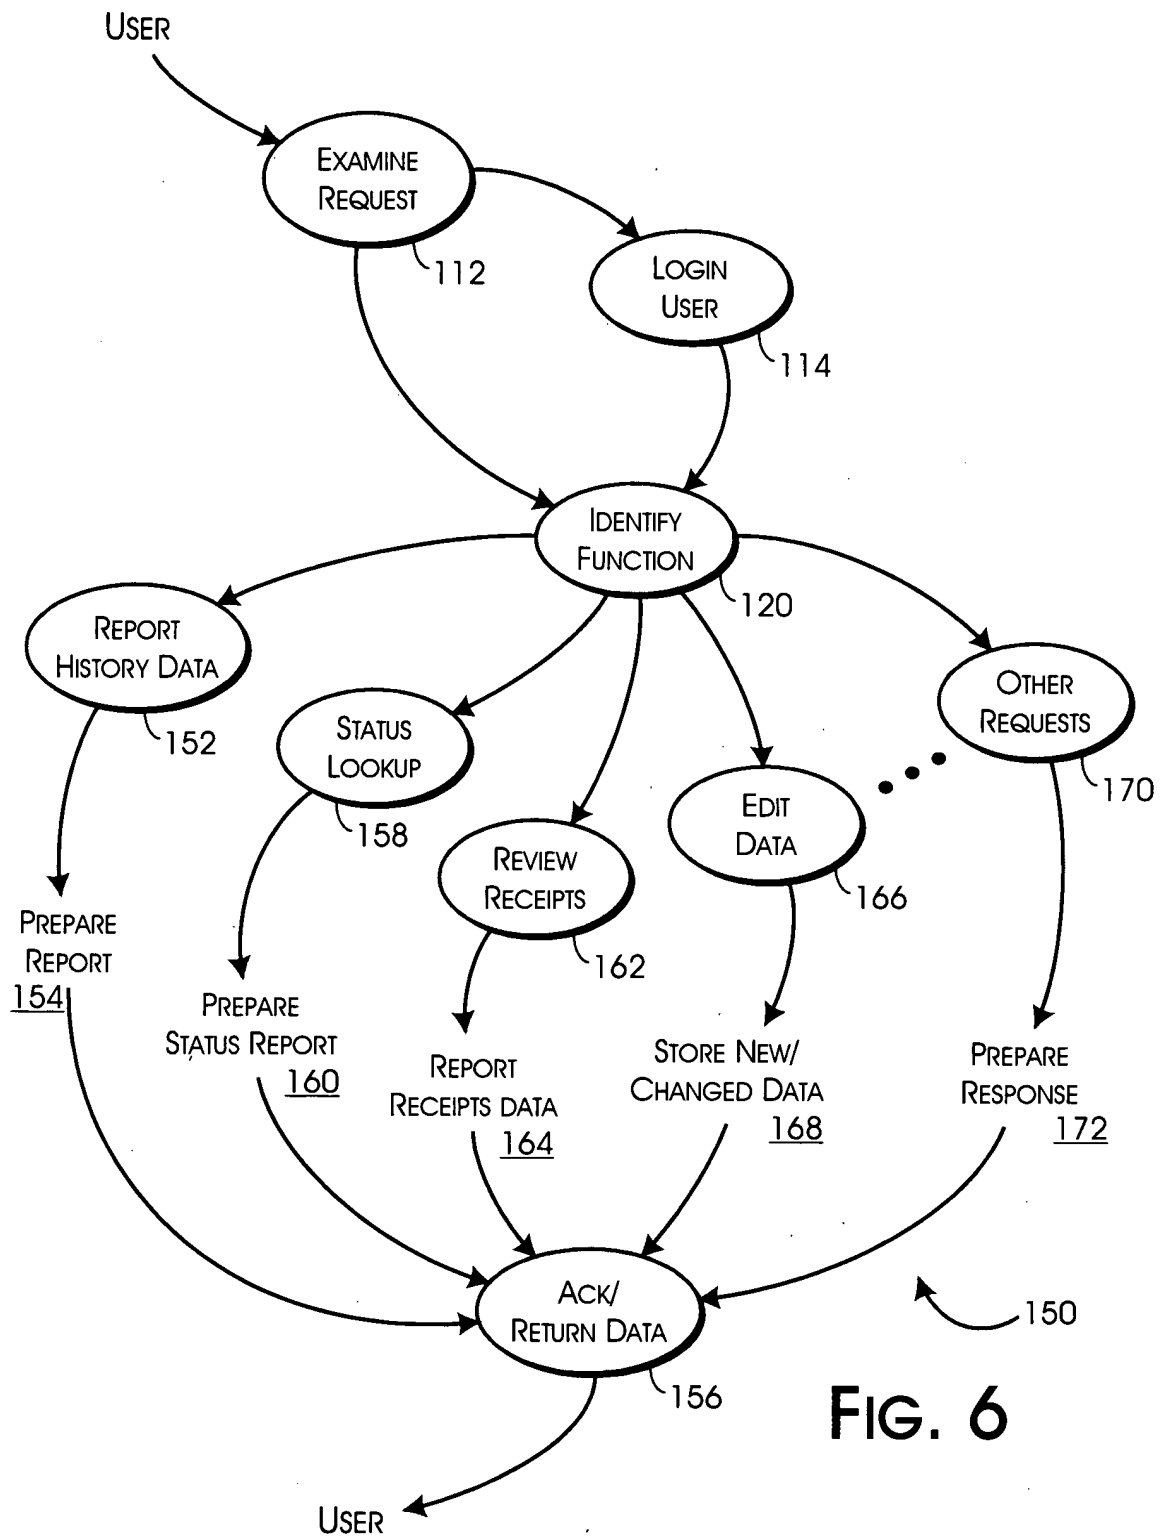 USER
EXAMINE
REQUEST
112
LOGIN
USER
114
IDENTIFY
FUNCTION
120
REPORT
HISTORY DATA
152
STATUS
LOOKUP
158
REVIEW
RECEIPTS
162
EDIT
DATA
166
OTHER
REQUESTS
170
PREPARE
REPORT
154
PREPARE
STATUS REPORT
160
REPORT
RECEIPTS DATA
164
STORE NEW/
CHANGED DATA
168
PREPARE
RESPONSE
172
ACK/
RETURN DATA
156
150
USER
FIG. 6